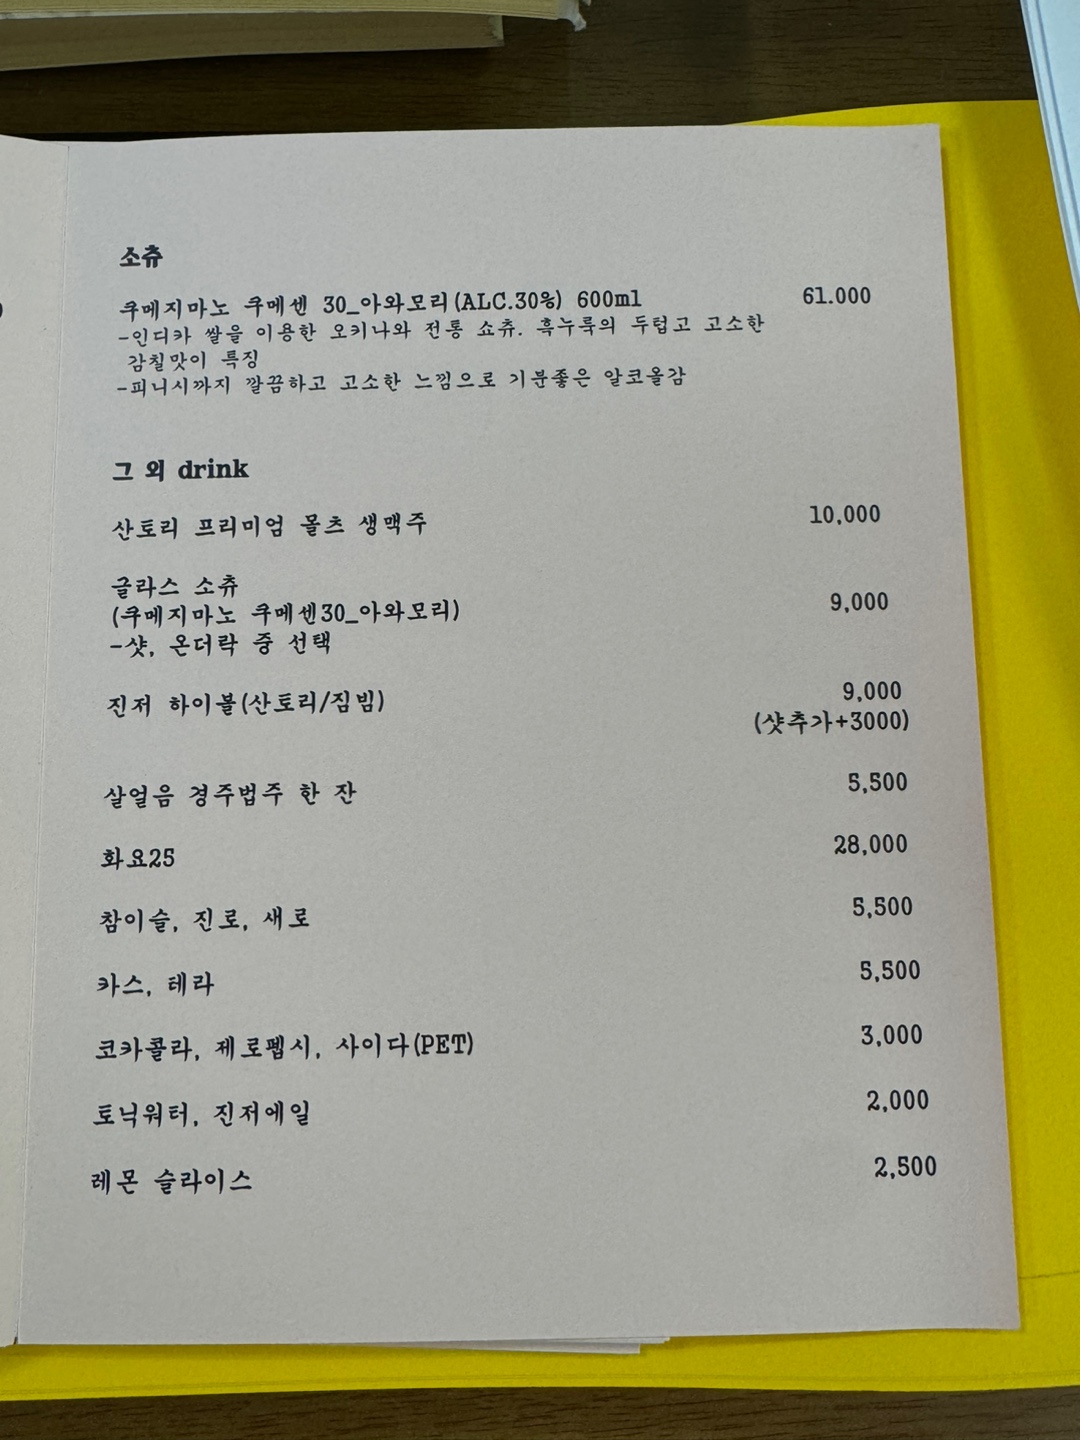 소츄
쿠메지마노 쿠메센 30_아와모리(ALC.30%) 600ml 61.000
-인디카 쌀을 이용한 오키나와 전통 쇼츄. 흑누룩의 두텁고 고소한
감칠맛이 특징
-피니시까지 깔끔하고 고소한 느낌으로 기분좋은 알코올감
그 외 drink
산토리 프리미엄 몰츠 생맥주 10,000
글라스 소츄
(쿠메지마노 쿠메센30_아와모리) 9,000
-샷, 온더락 중 선택
진저 하이볼(산토리/짐빔) 9,000
(샷추가+3000)
살얼음 경주법주 한 잔 5,500
화요25 28,000
참이슬, 진로, 새로 5,500
카스, 테라 5,500
코카콜라, 제로펩시, 사이다(PET) 3,000
토닉워터, 진저에일 2,000
레몬 슬라이스 2,500